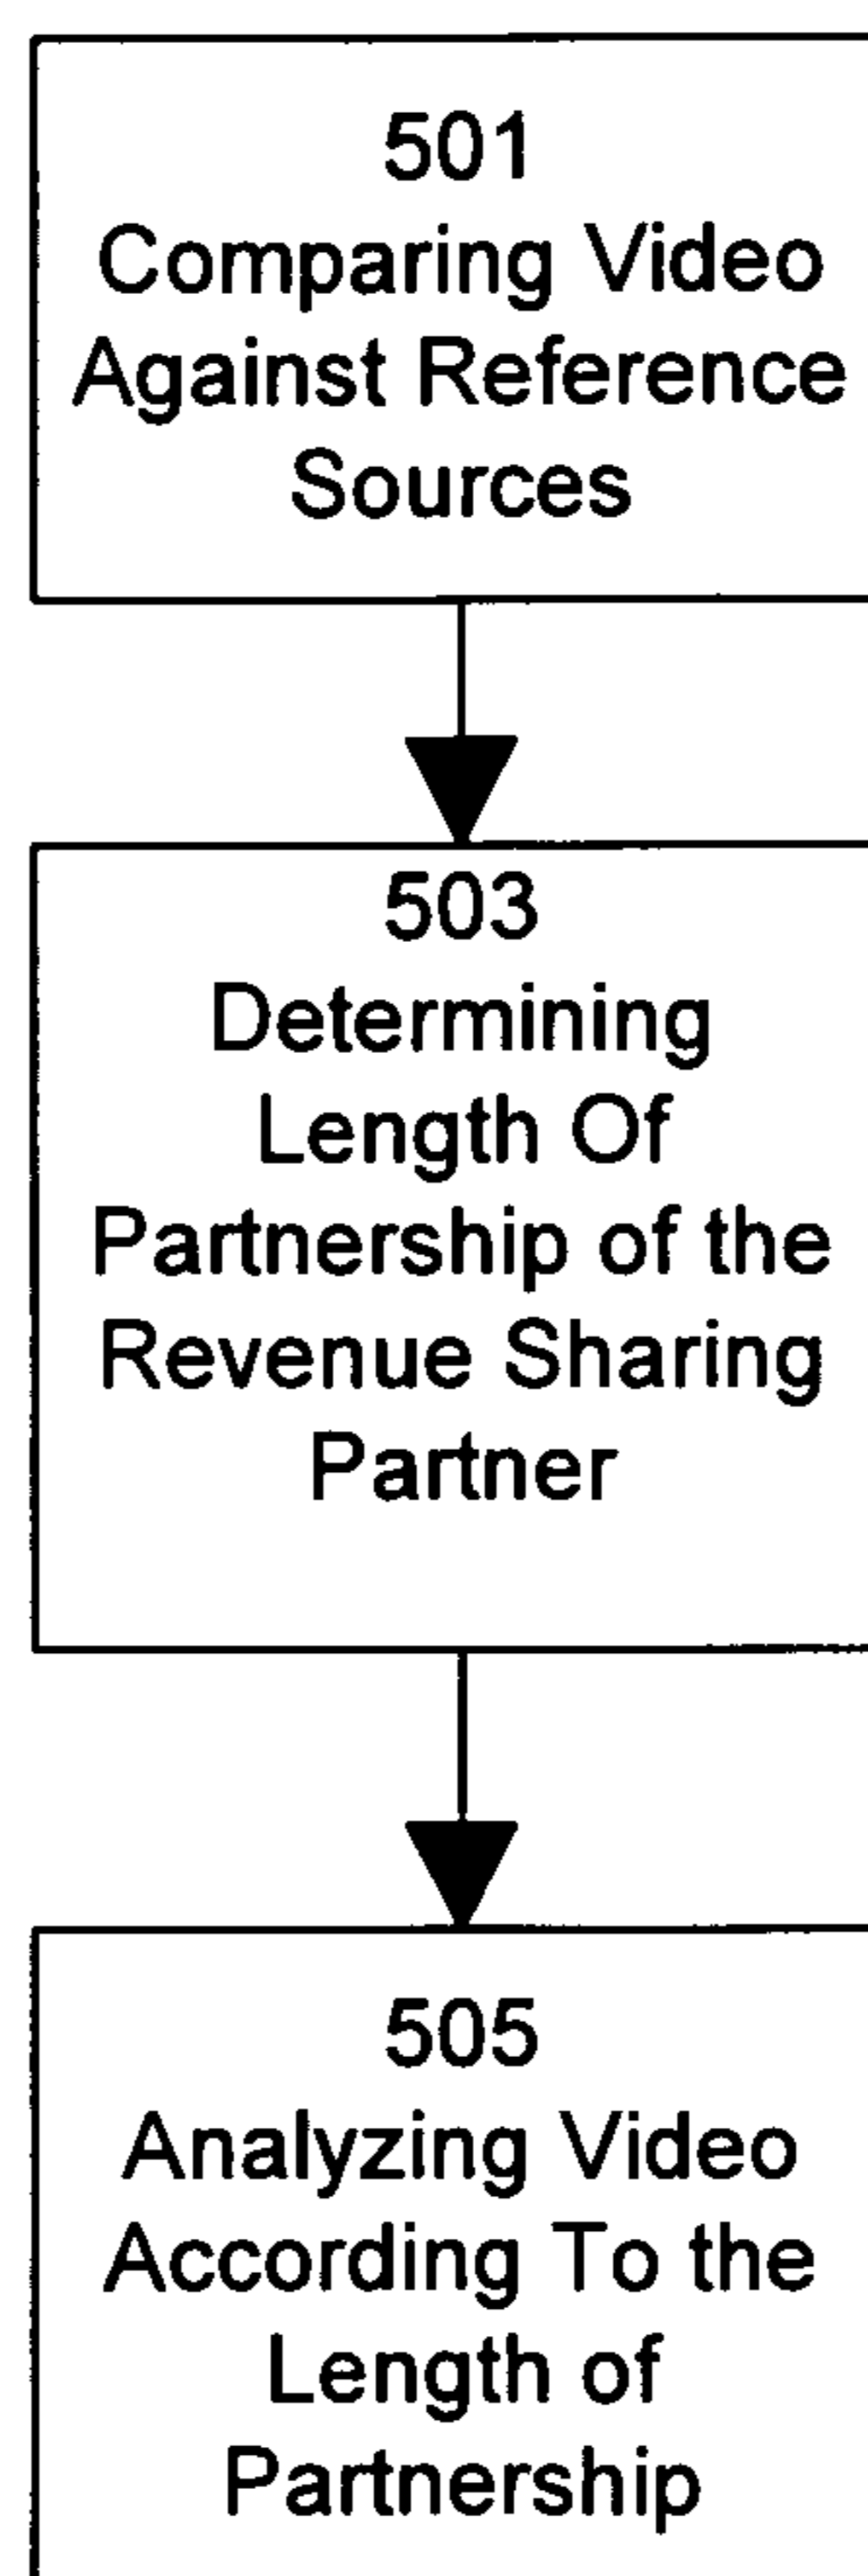 501
Comparing Video
Against Reference
Sources
503
Determining
Length Of
Partnership of the
Revenue Sharing
Partner
505
Analyzing Video
According To the
Length of
Partnership